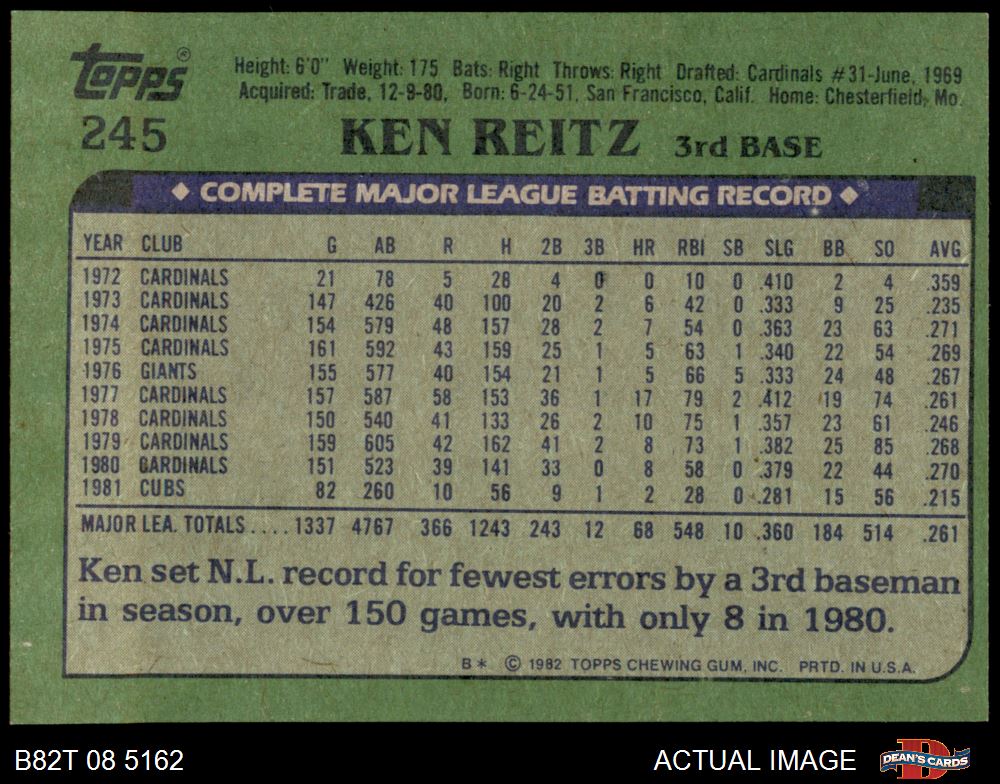 Topps®
Height: 6'0" Weight: 175 Bats: Right Throws: Right Drafted: Cardinals #31-June, 1969
Acquired: Trade, 12-9-80, Born: 6-24-51, San Francisco, Calif. Home: Chesterfield, Mo.
245 KEN REITZ 3rd BASE
◆ COMPLETE MAJOR LEAGUE BATTING RECORD ◆
YEAR CLUB G AB R H 2B 3B HR RBI SB SLG BB SO AVG
1972 CARDINALS 21 78 5 28 4 0 0 10 0 .410 2 4 .359
1973 CARDINALS 147 426 40 100 20 2 6 42 0 .333 9 25 .235
1974 CARDINALS 154 579 48 157 28 2 7 54 0 .363 23 63 .271
1975 CARDINALS 161 592 43 159 25 1 5 63 1 .340 22 54 .269
1976 GIANTS 155 577 40 154 21 1 5 66 5 .333 24 48 .267
1977 CARDINALS 157 587 58 153 36 1 17 79 2 .412 19 74 .261
1978 CARDINALS 150 540 41 133 26 2 10 75 1 .357 23 61 .246
1979 CARDINALS 159 605 42 162 41 2 8 73 1 .382 25 85 .268
1980 CARDINALS 151 523 39 141 33 0 8 58 0 .379 22 44 .270
1981 CUBS 82 260 10 56 9 1 2 28 0 .281 15 56 .215
MAJOR LEA. TOTALS .... 1337 4767 366 1243 243 12 68 548 10 .360 184 514 .261
Ken set N.L. record for fewest errors by a 3rd baseman
in season, over 150 games, with only 8 in 1980.
B* © 1982 TOPPS CHEWING GUM, INC. PRTD. IN U.S.A.
B82T 08 5162 ACTUAL IMAGE D DEAN'S CARDS